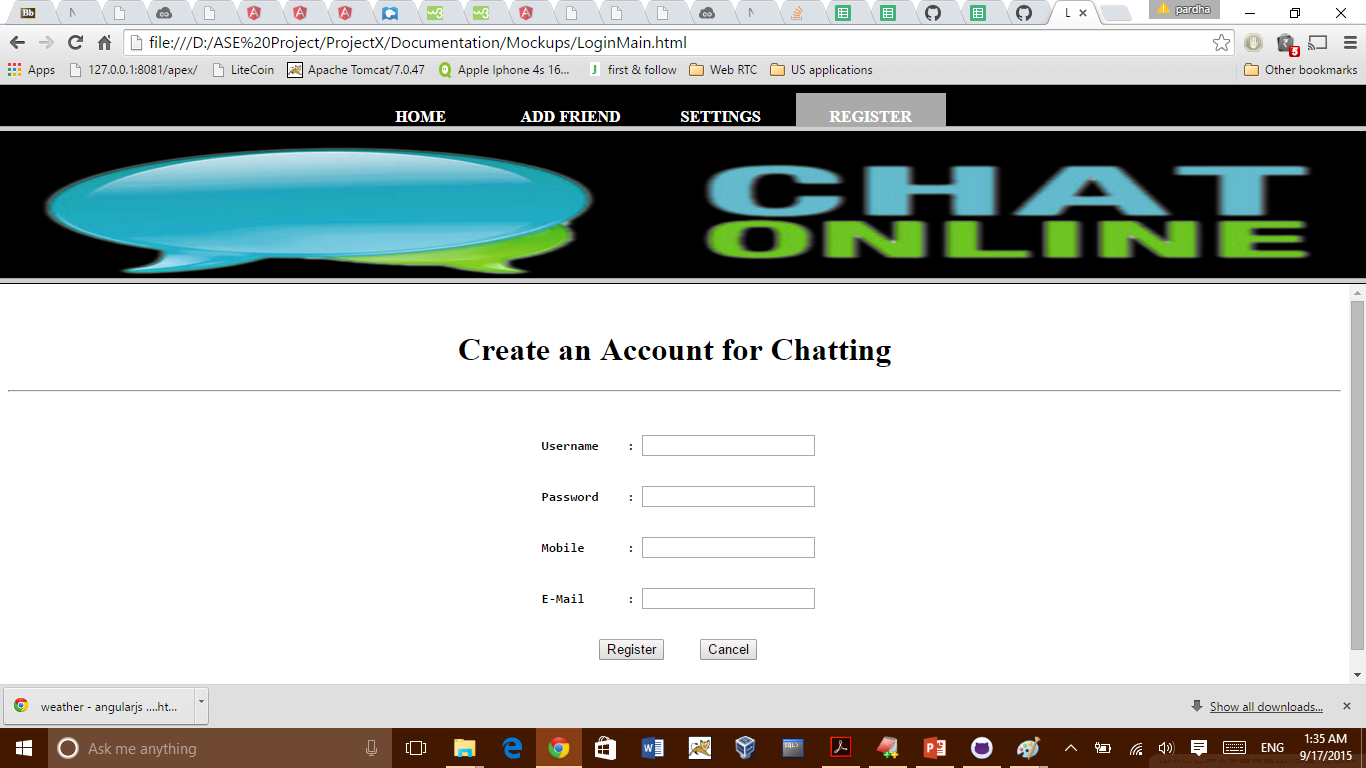 Bb
N
w3
w3
N
L
pardha
file:///D:/ASE%20Project/ProjectX/Documentation/Mockups/LoginMain.html
5
Apps
127.0.0.1:8081/apex/
LiteCoin
Apache Tomcat/7.0.47
Apple Iphone 4s 16...
J first & follow
Web RTC
US applications
Other bookmarks
HOME
ADD FRIEND
SETTINGS
REGISTER
CHAT
ONLINE
Create an Account for Chatting
Username :
Password :
Mobile :
E-Mail :
Register
Cancel
weather - angularjs ....ht...
Show all downloads...
Ask me anything
ENG
1:35 AM
9/17/2015